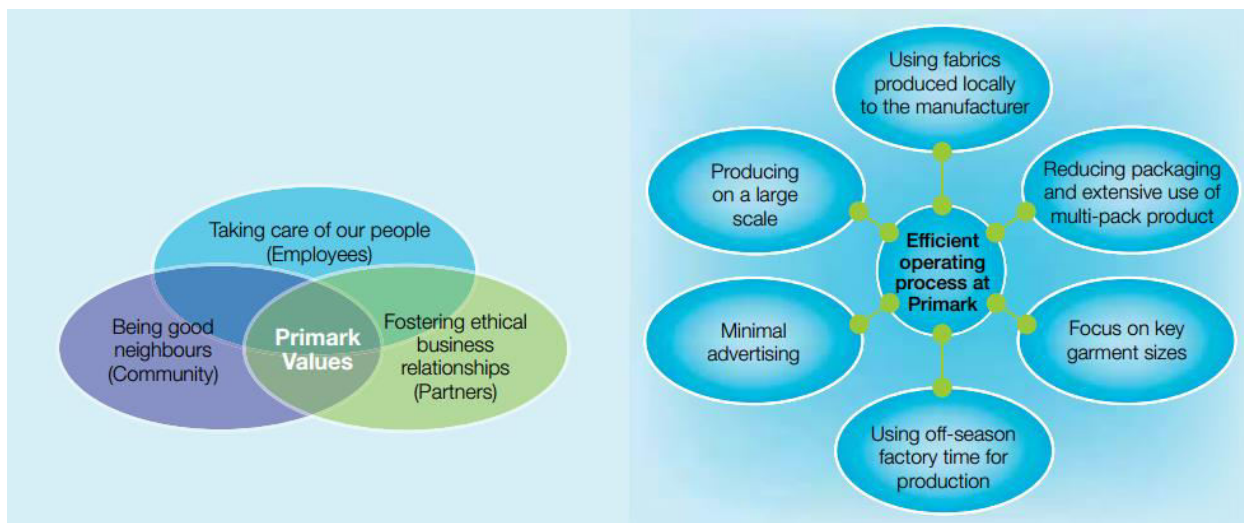 Taking care of our people
(Employees)
Being good
neighbours
(Community)
Primark
Values
Fostering ethical
business
relationships
(Partners)
Using fabrics
produced locally
to the manufacturer
Producing
on a large
scale
Reducing packaging
and extensive use of
multi-pack product
Efficient
operating
process at
Primark
Minimal
advertising
Focus on key
garment sizes
Using off-season
factory time for
production